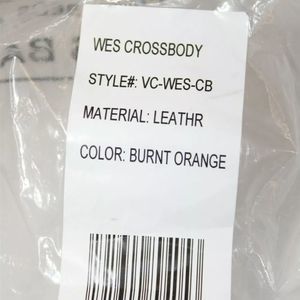 WES CROSSBODY
STYLE#: VC-WES-CB
MATERIAL: LEATHR
COLOR: BURNT ORANGE